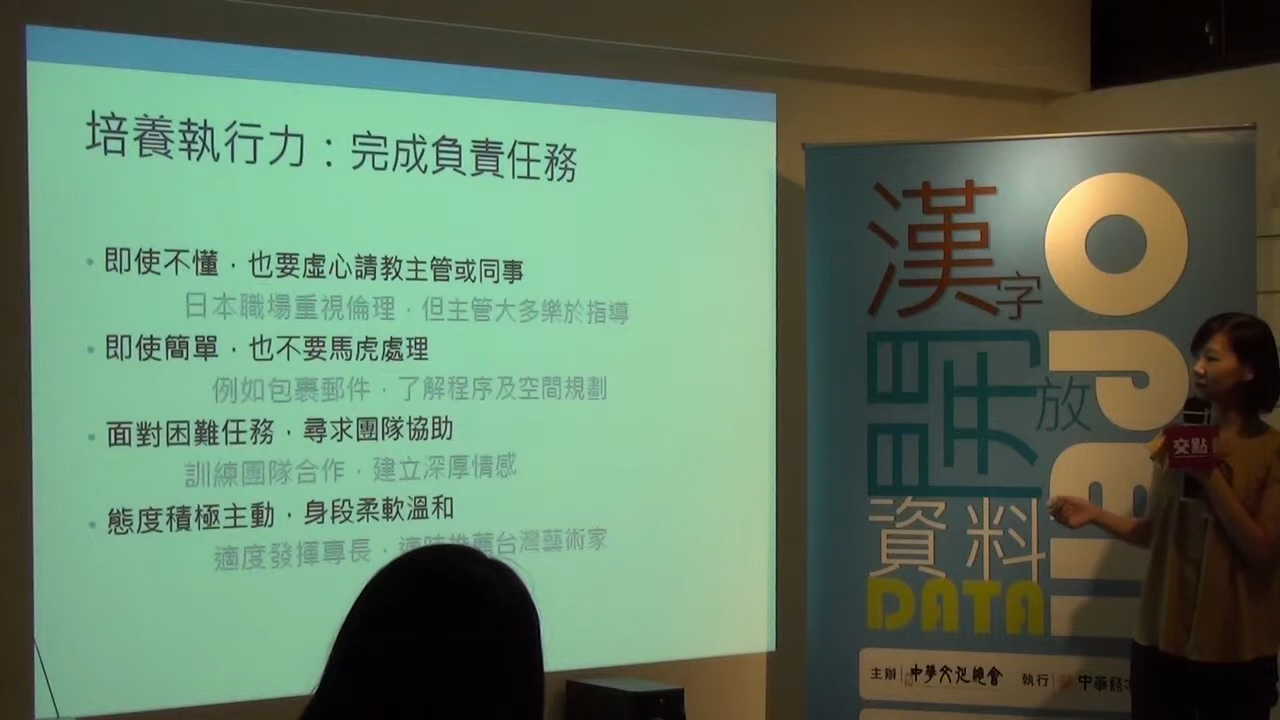 培養執行力：完成負責任務
• 即使不懂，也要虛心請教主管或同事
日本職場重視倫理，但主管大多樂於指導
• 即使簡單，也不要馬虎處理
例如包裹郵件，了解程序及空間規劃
• 面對困難任務，尋求團隊協助
訓練團隊合作，建立深厚情感
• 態度積極主動，身段柔軟溫和
適度發揮專長，適時推薦台灣藝術家
漢字
開放
資料
DATA
OPEN
交點
主辦 中華文化總會 執行 中華